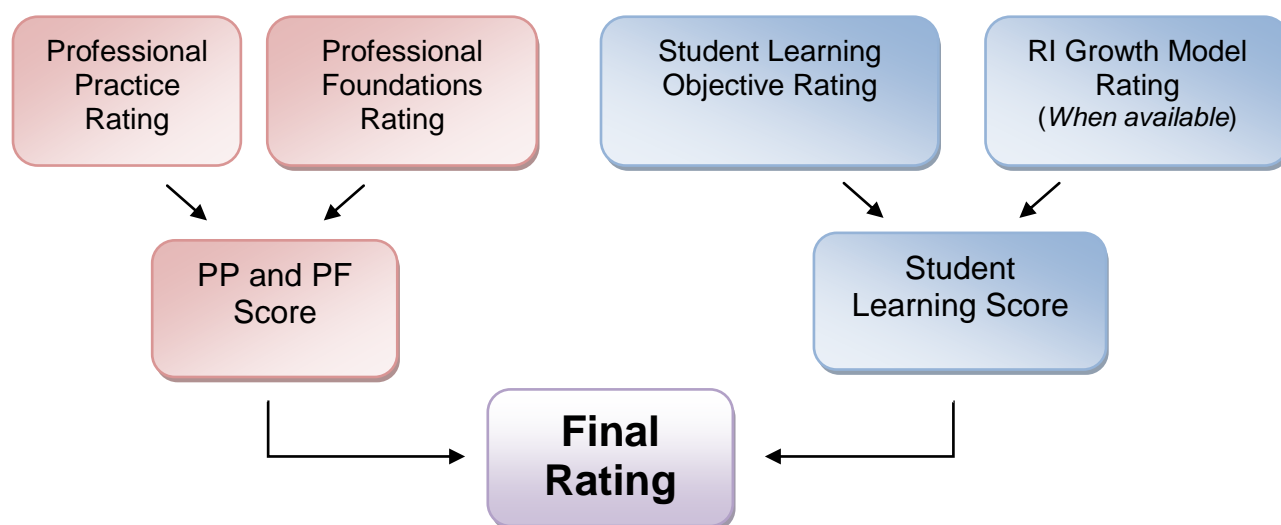 Professional
Practice
Rating
Professional
Foundations
Rating
Student Learning
Objective Rating
RI Growth Model
Rating
(When available)
PP and PF
Score
Student
Learning Score
Final
Rating